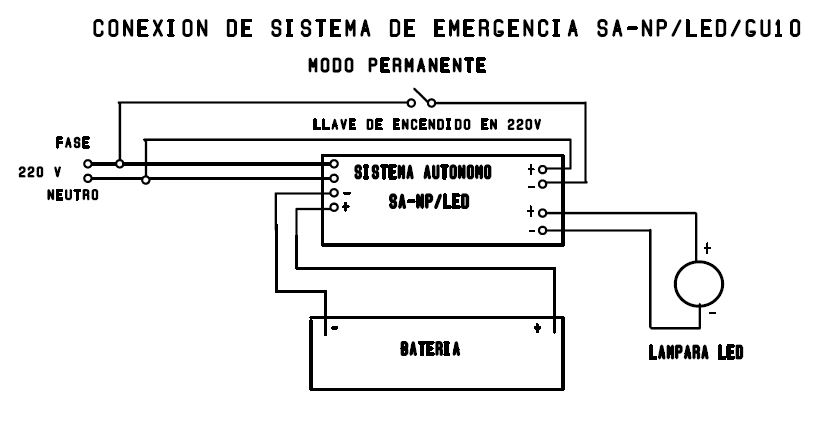 CONEXION DE SISTEMA DE EMERGENCIA SA-NP/LED/GU10
MODO PERMANENTE
LLAVE DE ENCENDIDO EN 220V
FASE
220 V
NEUTRO
SISTEMA AUTONOMO
SA-NP/LED
+
-
-
+
+
-
+
-
LAMPARA LED
-
+
BATERIA